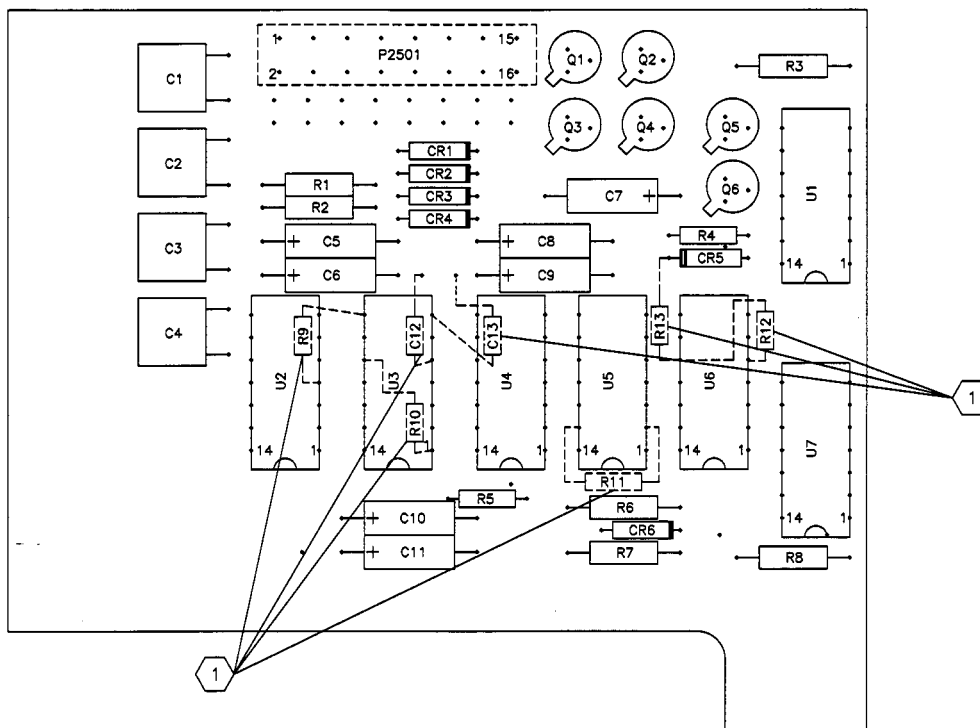 1 15
P2501
2 16
Q1 Q2
R3
C1
Q3 Q4 Q5
CR1
C2
CR2
R1
CR3
C7 +
Q6
U1
R2
CR4
C3
+ C5
+ C8
R4
CR5
+ C6
+ C9
14 1
C4
R9
C12
C13
R13
R12
U2
U3
U4
U5
U6
1
R10
14 1
14 1
14 1
14 1
14 1
U7
R11
R5
R6
+ C10
14 1
CR6
+ C11
R7
R8
1